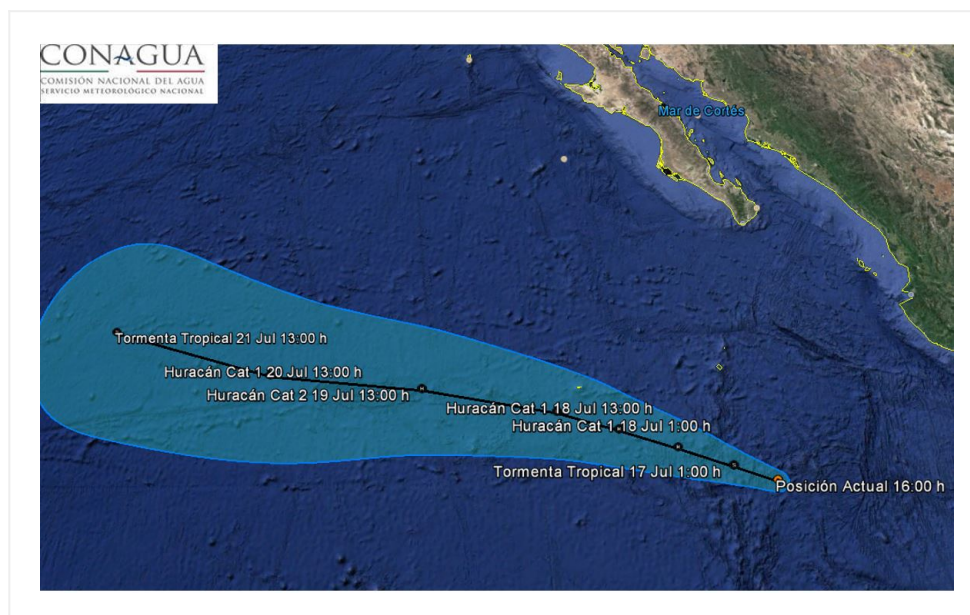 CONAGUA
COMISIÓN NACIONAL DEL AGUA
SERVICIO METEOROLÓGICO NACIONAL
Mar de Cortés
Tormenta Tropical 21 Jul 13:00 h
Huracán Cat 1 20 Jul 13:00 h
Huracán Cat 2 19 Jul 13:00 h
Huracán Cat 1 18 Jul 13:00 h
Huracán Cat 1 18 Jul 1:00 h
Tormenta Tropical 17 Jul 1:00 h
Posición Actual 16:00 h